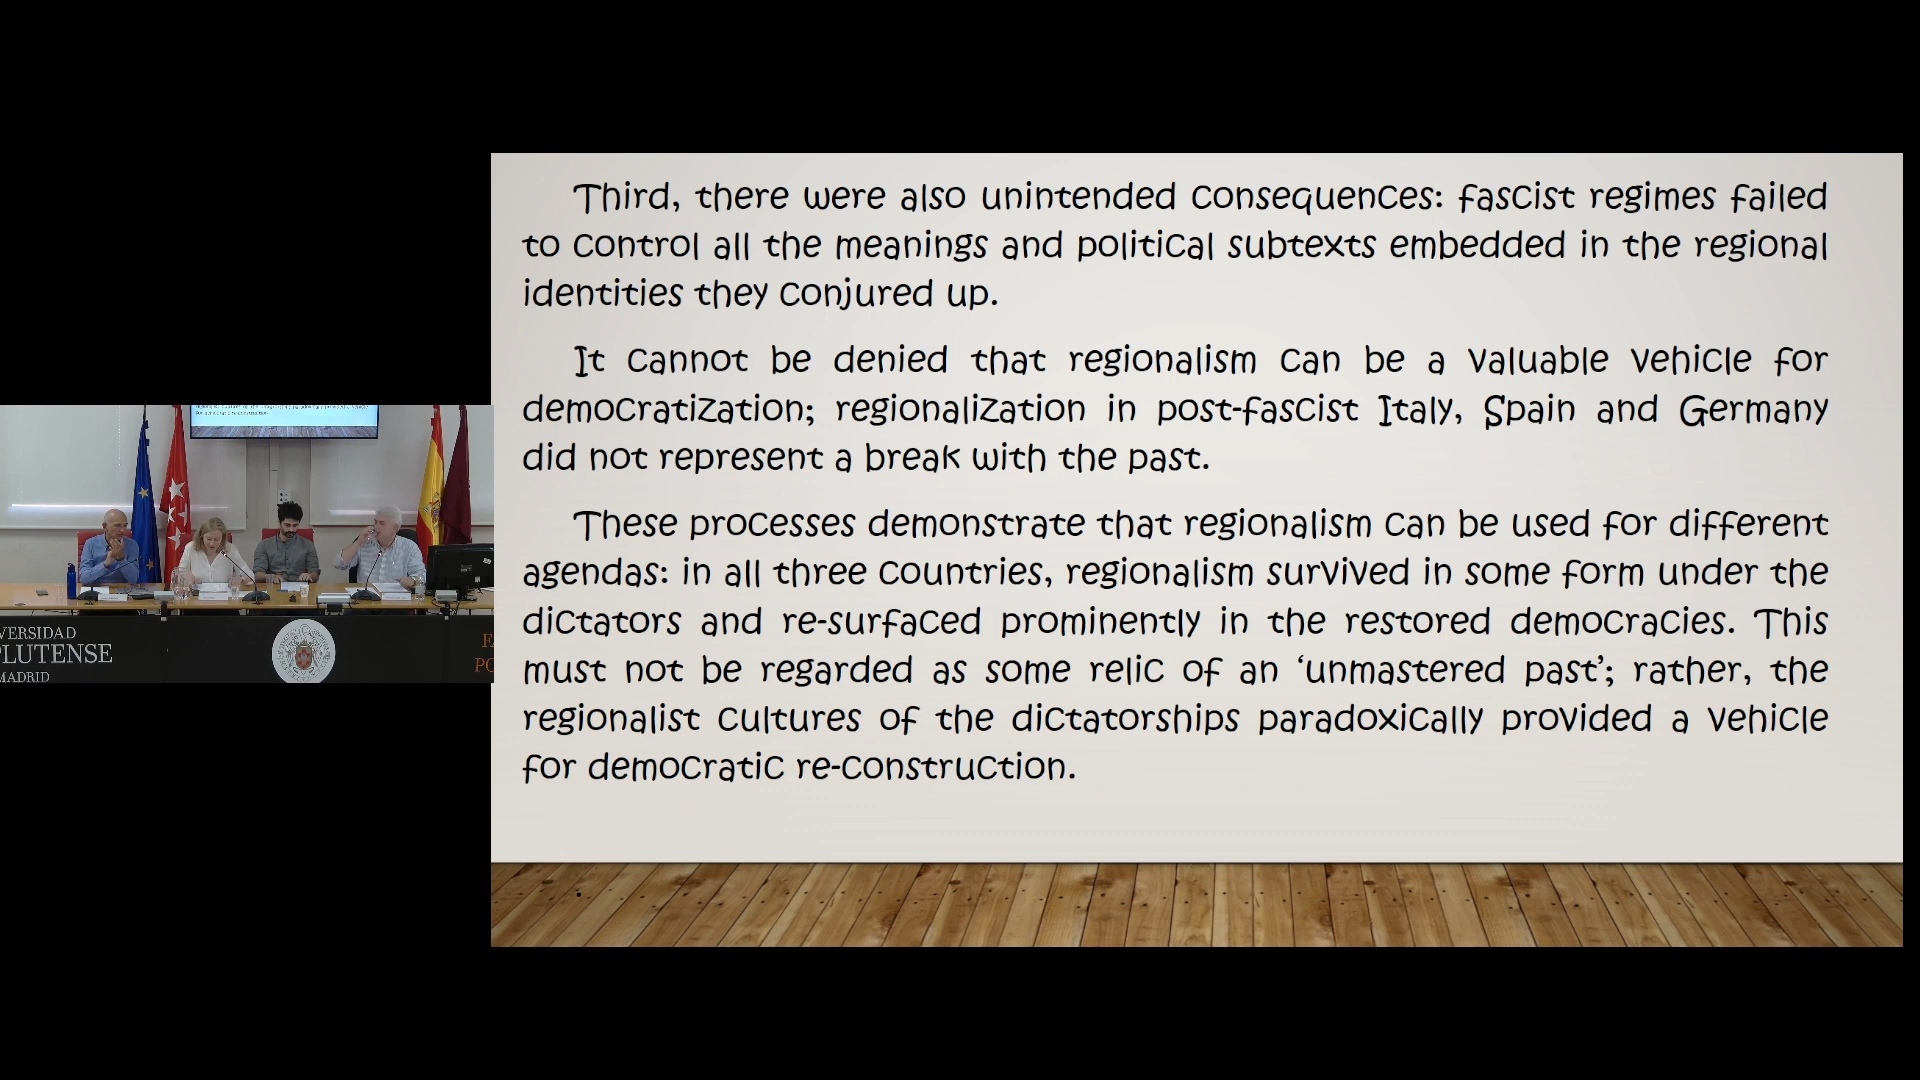 Third, there were also unintended consequences: fascist regimes failed
to control all the meanings and political subtexts embedded in the regional
identities they conjured up.
It cannot be denied that regionalism can be a valuable vehicle for
democratization; regionalization in post-fascist Italy, Spain and Germany
did not represent a break with the past.
These processes demonstrate that regionalism can be used for different
agendas: in all three countries, regionalism survived in some form under the
dictators and re-surfaced prominently in the restored democracies. This
must not be regarded as some relic of an ‘unmastered past’; rather, the
regionalist cultures of the dictatorships paradoxically provided a vehicle
for democratic re-construction.
VERSIDAD
PLUTENSE
MADRID